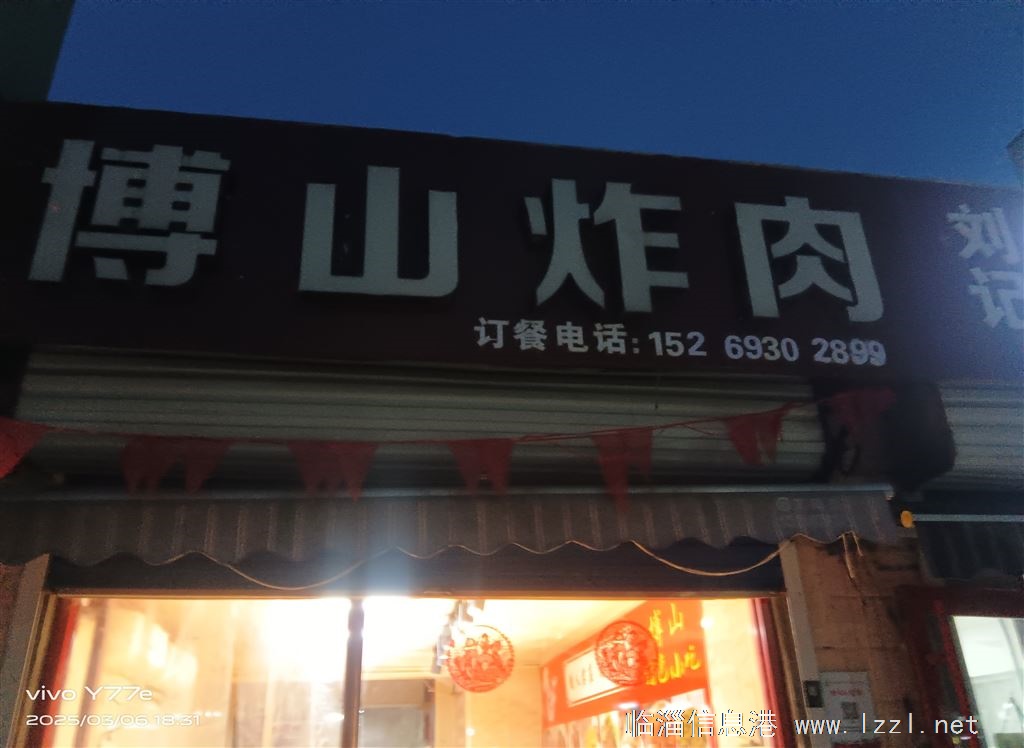 博山炸肉
订餐电话: 152 6930 2899
刘
记
博山
vivo Y77e
2025/03/06 18:31
临淄信息港 www.lzzl.net